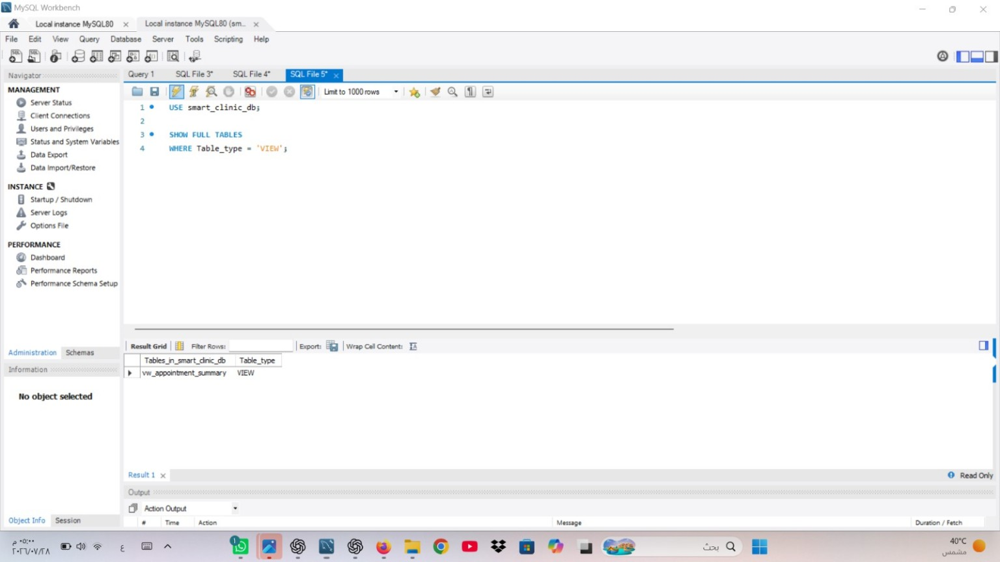 MySQL Workbench
Local instance MySQL80 × Local instance MySQL80 (sm... ×
File Edit View Query Database Server Tools Scripting Help
Navigator
Query 1 SQL File 3* SQL File 4* SQL File 5* ×
MANAGEMENT
Server Status
Client Connections
Users and Privileges
Status and System Variables
Data Export
Data Import/Restore
INSTANCE
Startup / Shutdown
Server Logs
Options File
PERFORMANCE
Dashboard
Performance Reports
Performance Schema Setup
Administration Schemas
Information
No object selected
Object Info Session
Limit to 1000 rows
1 USE smart_clinic_db;
2
3 SHOW FULL TABLES
4 WHERE Table_type = 'VIEW';
Result Grid Filter Rows: Export: Wrap Cell Content:
Tables_in_smart_clinic_db Table_type
vw_appointment_summary VIEW
Result 1 × Read Only
Output
Action Output
# Time Action Message Duration / Fetch
٠٥:٠٠ م
٢٠٢٦/٠٧/٢٨
ع
1
بحث
40°C
مشمس